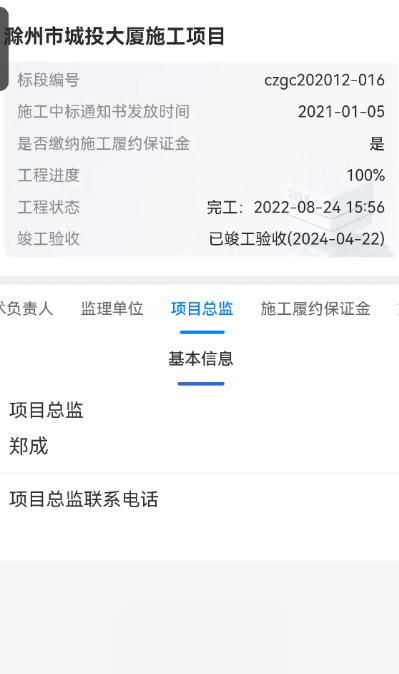 滁州市城投大厦施工项目
标段编号 czgc202012-016
施工中标通知书发放时间 2021-01-05
是否缴纳施工履约保证金 是
工程进度 100%
工程状态 完工：2022-08-24 15:56
竣工验收 已竣工验收(2024-04-22)
术负责人 监理单位 项目总监 施工履约保证金
基本信息
项目总监
郑成
项目总监联系电话